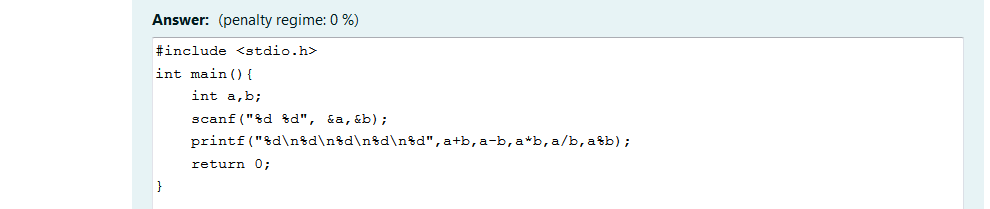 Answer: (penalty regime: 0 %)
#include <stdio.h>
int main(){
    int a,b;
    scanf("%d %d", &a,&b);
    printf("%d\n%d\n%d\n%d\n%d",a+b,a-b,a*b,a/b,a%b);
    return 0;
}